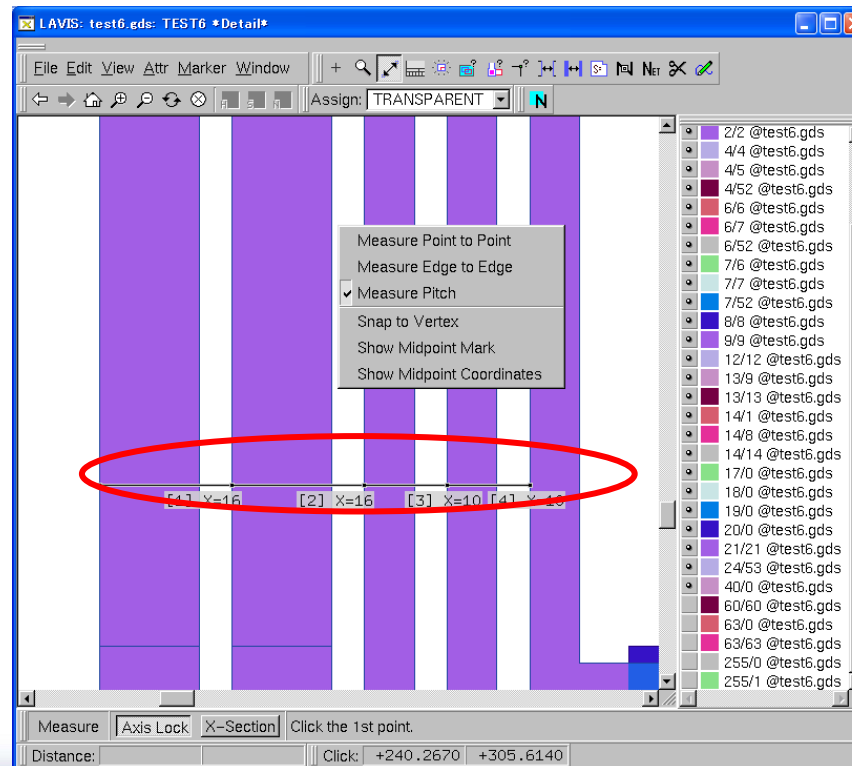 LAVIS: test6.gds: TEST6 *Detail*
File Edit View Attr Marker Window
NET
Assign: TRANSPARENT
N
Measure Point to Point
Measure Edge to Edge
Measure Pitch
Snap to Vertex
Show Midpoint Mark
Show Midpoint Coordinates
[1] X=16 [2] X=16 [3] X=10 [4] X=10
2/2 @test6.gds
4/4 @test6.gds
4/5 @test6.gds
4/52 @test6.gds
6/6 @test6.gds
6/7 @test6.gds
6/52 @test6.gds
7/6 @test6.gds
7/7 @test6.gds
7/52 @test6.gds
8/8 @test6.gds
9/9 @test6.gds
12/12 @test6.gds
13/9 @test6.gds
13/13 @test6.gds
14/1 @test6.gds
14/8 @test6.gds
14/14 @test6.gds
17/0 @test6.gds
18/0 @test6.gds
19/0 @test6.gds
20/0 @test6.gds
21/21 @test6.gds
24/53 @test6.gds
40/0 @test6.gds
60/60 @test6.gds
63/0 @test6.gds
63/63 @test6.gds
255/0 @test6.gds
255/1 @test6.gds
Measure Axis Lock X-Section Click the 1st point.
Distance: Click: +240.2670 +305.6140